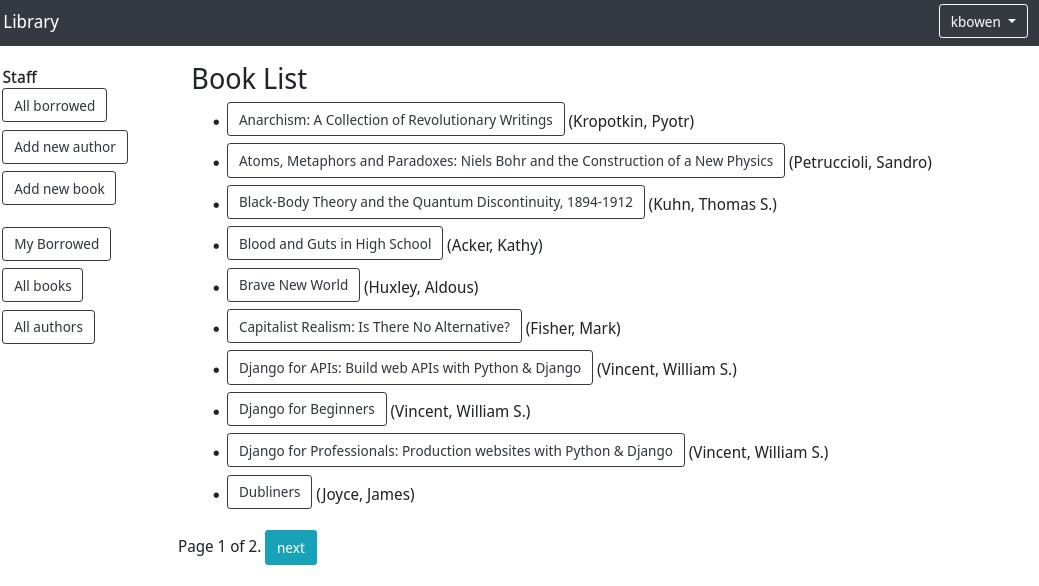 Library
kbowen
Staff
All borrowed
Add new author
Add new book
My Borrowed
All books
All authors
Book List
Anarchism: A Collection of Revolutionary Writings (Kropotkin, Pyotr)
Atoms, Metaphors and Paradoxes: Niels Bohr and the Construction of a New Physics (Petruccioli, Sandro)
Black-Body Theory and the Quantum Discontinuity, 1894-1912 (Kuhn, Thomas S.)
Blood and Guts in High School (Acker, Kathy)
Brave New World (Huxley, Aldous)
Capitalist Realism: Is There No Alternative? (Fisher, Mark)
Django for APIs: Build web APIs with Python & Django (Vincent, William S.)
Django for Beginners (Vincent, William S.)
Django for Professionals: Production websites with Python & Django (Vincent, William S.)
Dubliners (Joyce, James)
Page 1 of 2. next